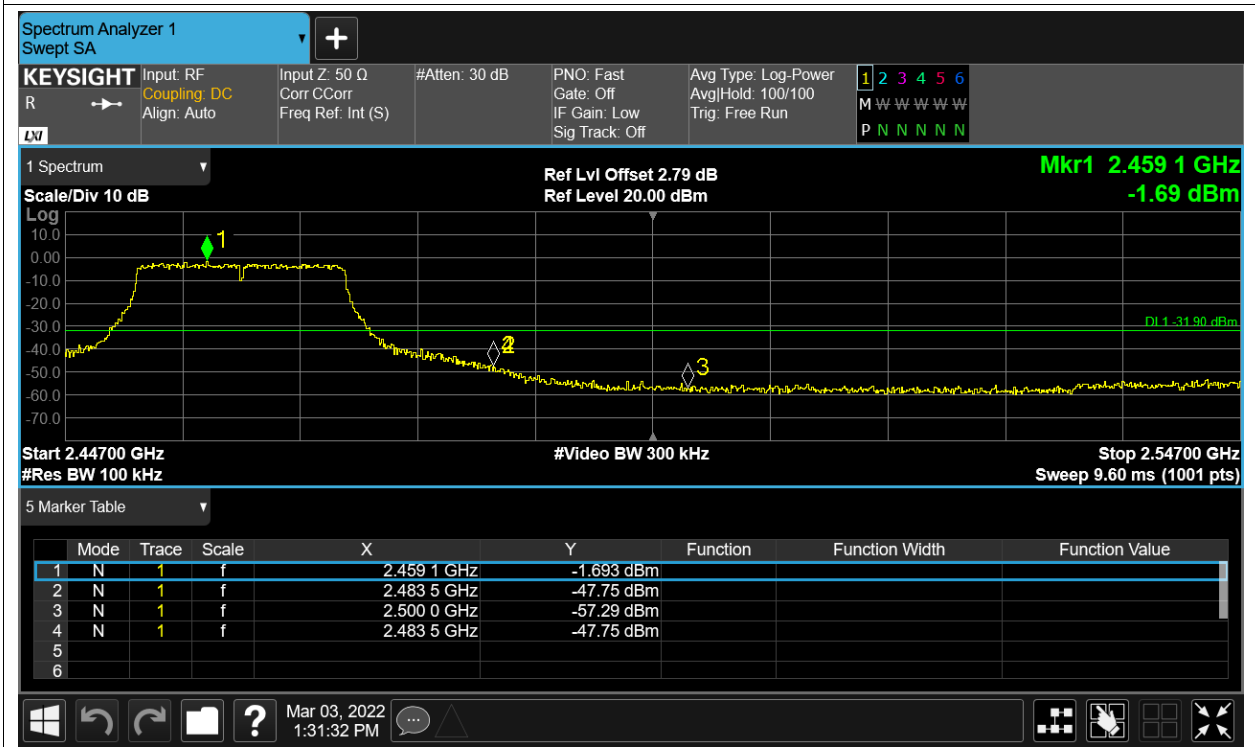 Spectrum Analyzer 1
Swept SA
+
KEYSIGHT
R
LXI
Input: RF
Coupling: DC
Align: Auto
Input Z: 50 Ω
Corr CCorr
Freq Ref: Int (S)
#Atten: 30 dB
PNO: Fast
Gate: Off
IF Gain: Low
Sig Track: Off
Avg Type: Log-Power
Avg|Hold: 100/100
Trig: Free Run
1 2 3 4 5 6
M W W W W W
P N N N N N
1 Spectrum
Scale/Div 10 dB
Ref Lvl Offset 2.79 dB
Ref Level 20.00 dBm
Mkr1 2.459 1 GHz
-1.69 dBm
Log
10.0
0.00
-10.0
-20.0
-30.0
-40.0
-50.0
-60.0
-70.0
1
2
3
DL1 -31.90 dBm
Start 2.44700 GHz
#Res BW 100 kHz
#Video BW 300 kHz
Stop 2.54700 GHz
Sweep 9.60 ms (1001 pts)
5 Marker Table
Mode Trace Scale X Y Function Function Width Function Value
1 N 1 f 2.459 1 GHz -1.693 dBm
2 N 1 f 2.483 5 GHz -47.75 dBm
3 N 1 f 2.500 0 GHz -57.29 dBm
4 N 1 f 2.483 5 GHz -47.75 dBm
5
6
?
Mar 03, 2022
1:31:32 PM